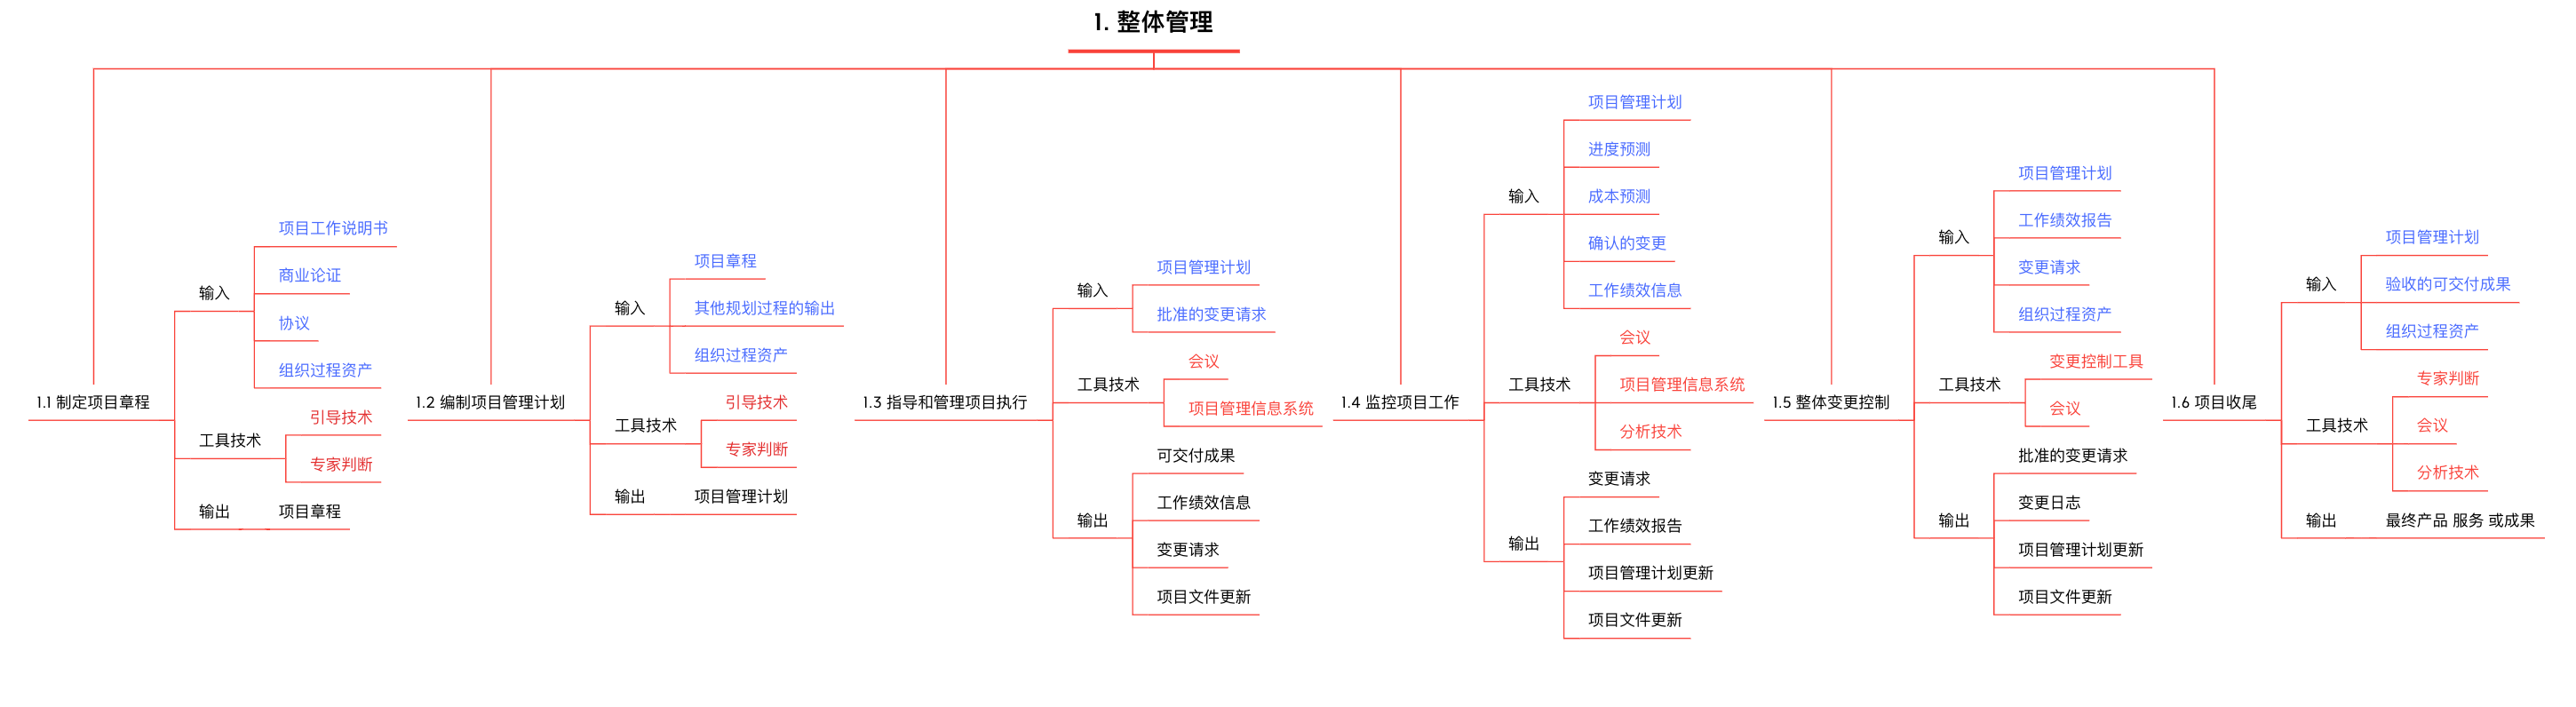 1. 整体管理
1.1 制定项目章程
输入
项目工作说明书
商业论证
协议
组织过程资产
工具技术
引导技术
专家判断
输出
项目章程
1.2 编制项目管理计划
输入
项目章程
其他规划过程的输出
组织过程资产
工具技术
引导技术
专家判断
输出
项目管理计划
1.3 指导和管理项目执行
输入
项目管理计划
批准的变更请求
工具技术
会议
项目管理信息系统
输出
可交付成果
工作绩效信息
变更请求
项目文件更新
1.4 监控项目工作
输入
项目管理计划
进度预测
成本预测
确认的变更
工作绩效信息
工具技术
会议
项目管理信息系统
分析技术
输出
变更请求
工作绩效报告
项目管理计划更新
项目文件更新
1.5 整体变更控制
输入
项目管理计划
工作绩效报告
变更请求
组织过程资产
工具技术
变更控制工具
会议
输出
批准的变更请求
变更日志
项目管理计划更新
项目文件更新
1.6 项目收尾
输入
项目管理计划
验收的可交付成果
组织过程资产
工具技术
专家判断
会议
分析技术
输出
最终产品 服务 或成果